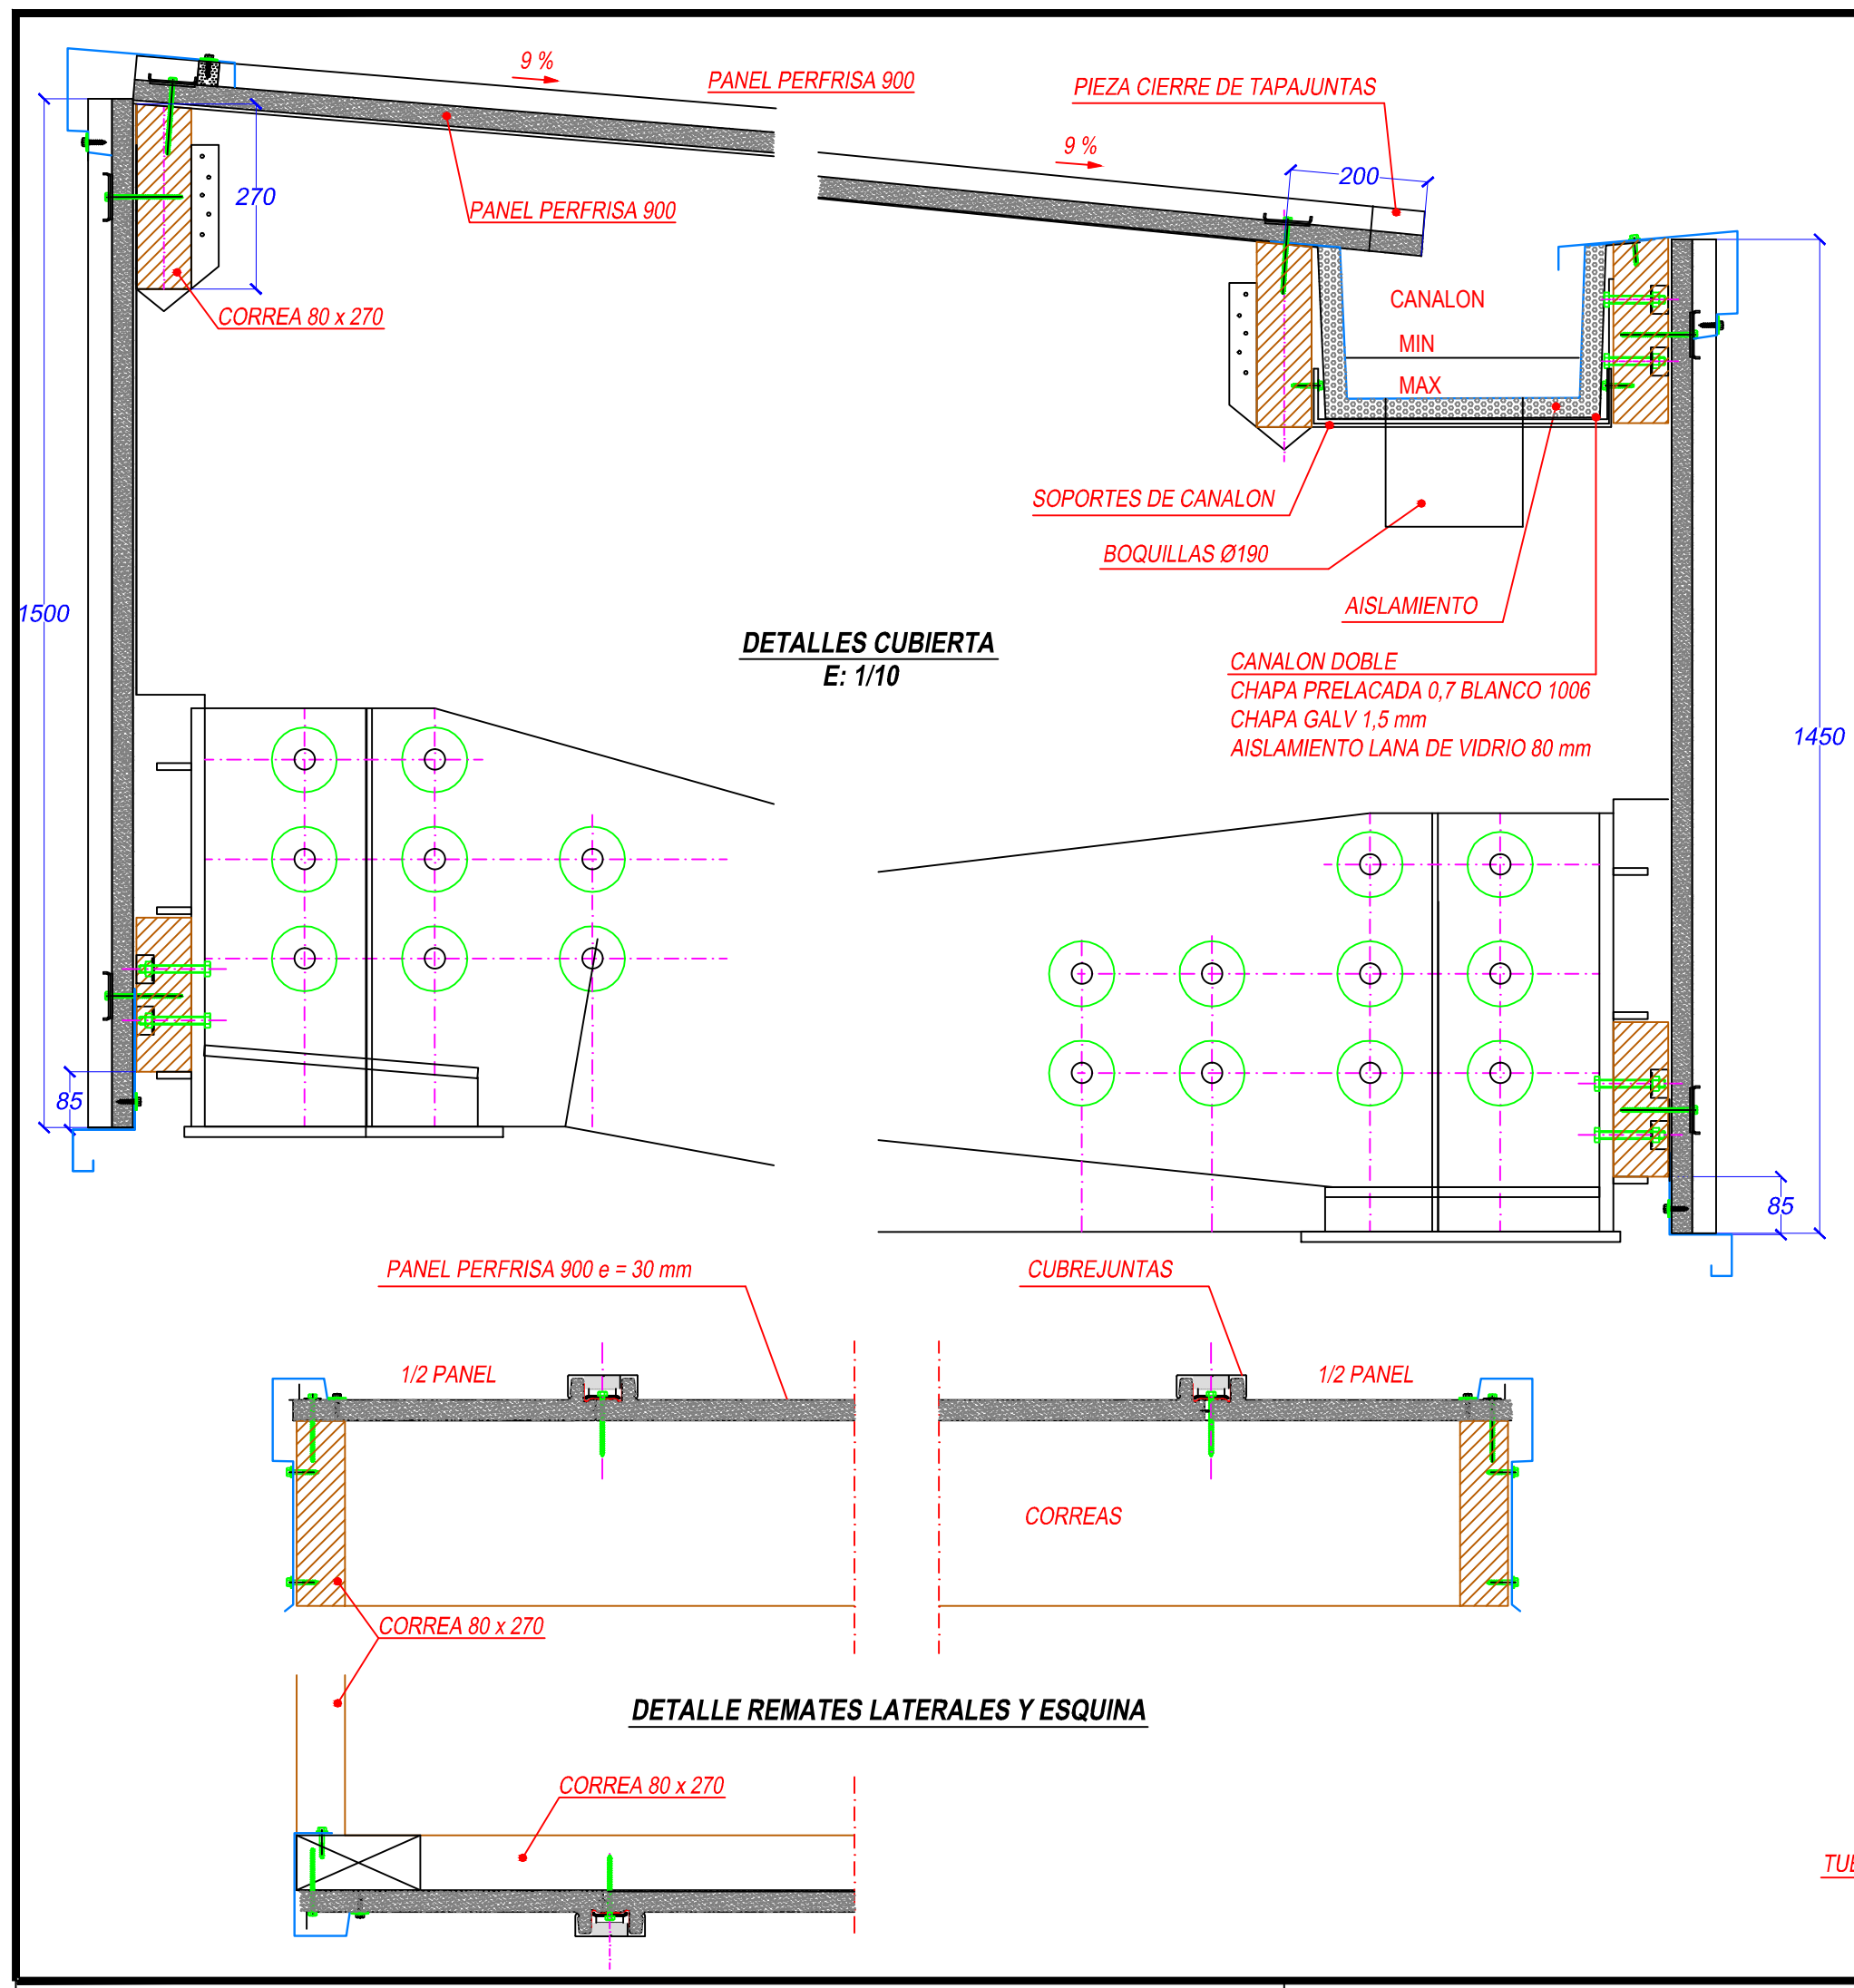 9 %
PANEL PERFRISA 900
PIEZA CIERRE DE TAPAJUNTAS
9 %
200
270
PANEL PERFRISA 900
CORREA 80 x 270
CANALON
MIN
MAX
SOPORTES DE CANALON
BOQUILLAS Ø190
AISLAMIENTO
1500
DETALLES CUBIERTA
E: 1/10
CANALON DOBLE
CHAPA PRELACADA 0,7 BLANCO 1006
CHAPA GALV 1,5 mm
AISLAMIENTO LANA DE VIDRIO 80 mm
1450
85
85
PANEL PERFRISA 900 e = 30 mm
CUBREJUNTAS
1/2 PANEL
1/2 PANEL
CORREAS
CORREA 80 x 270
DETALLE REMATES LATERALES Y ESQUINA
CORREA 80 x 270